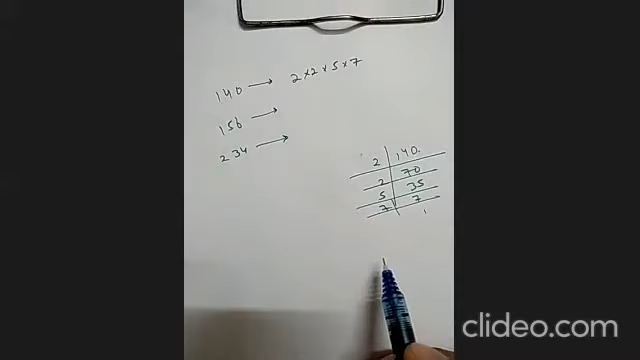 140 → 2×2×5×7
156 →
234 →
2 | 140.
2 | 70
5 | 35
7 | 7
1
clideo.com